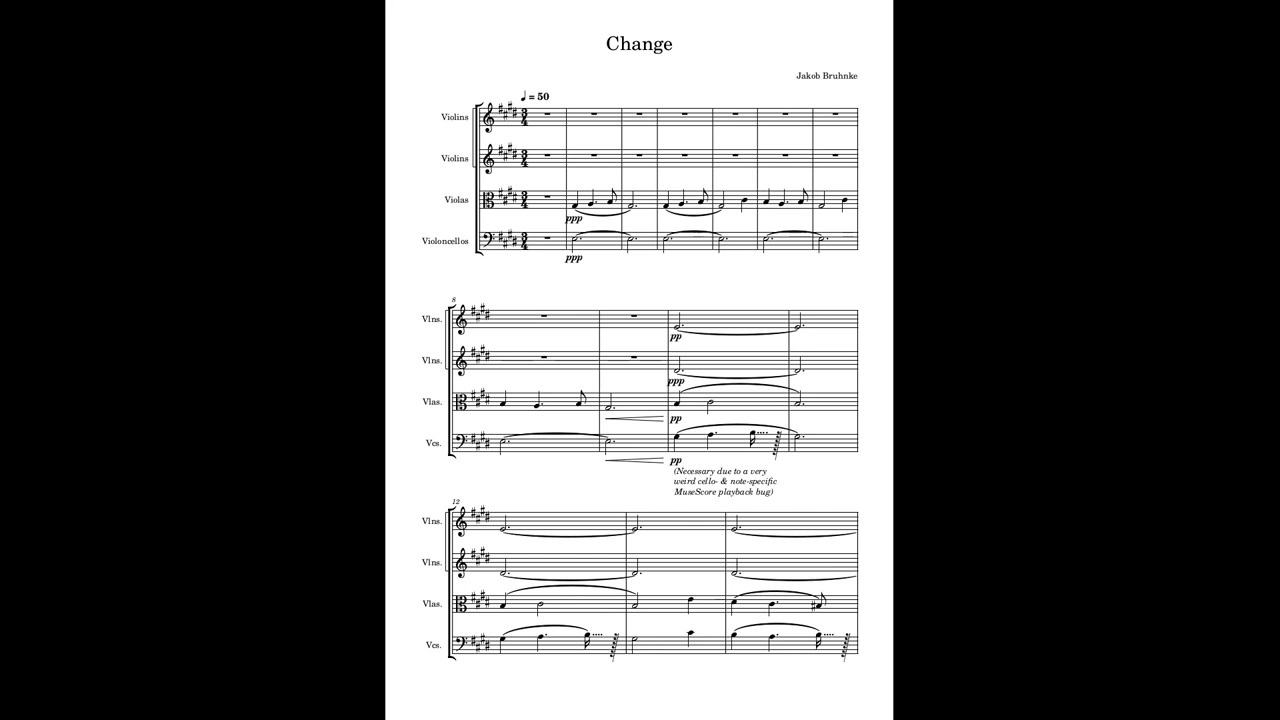 Change
Jakob Bruhnke
♩ = 50
Violins
Violins
Violas
ppp
Violoncellos
ppp
8
Vlns.
pp
Vlns.
ppp
Vlas.
pp
Vcs.
pp
(Necessary due to a very
weird cello- & note-specific
MuseScore playback bug)
12
Vlns.
Vlns.
Vlas.
Vcs.